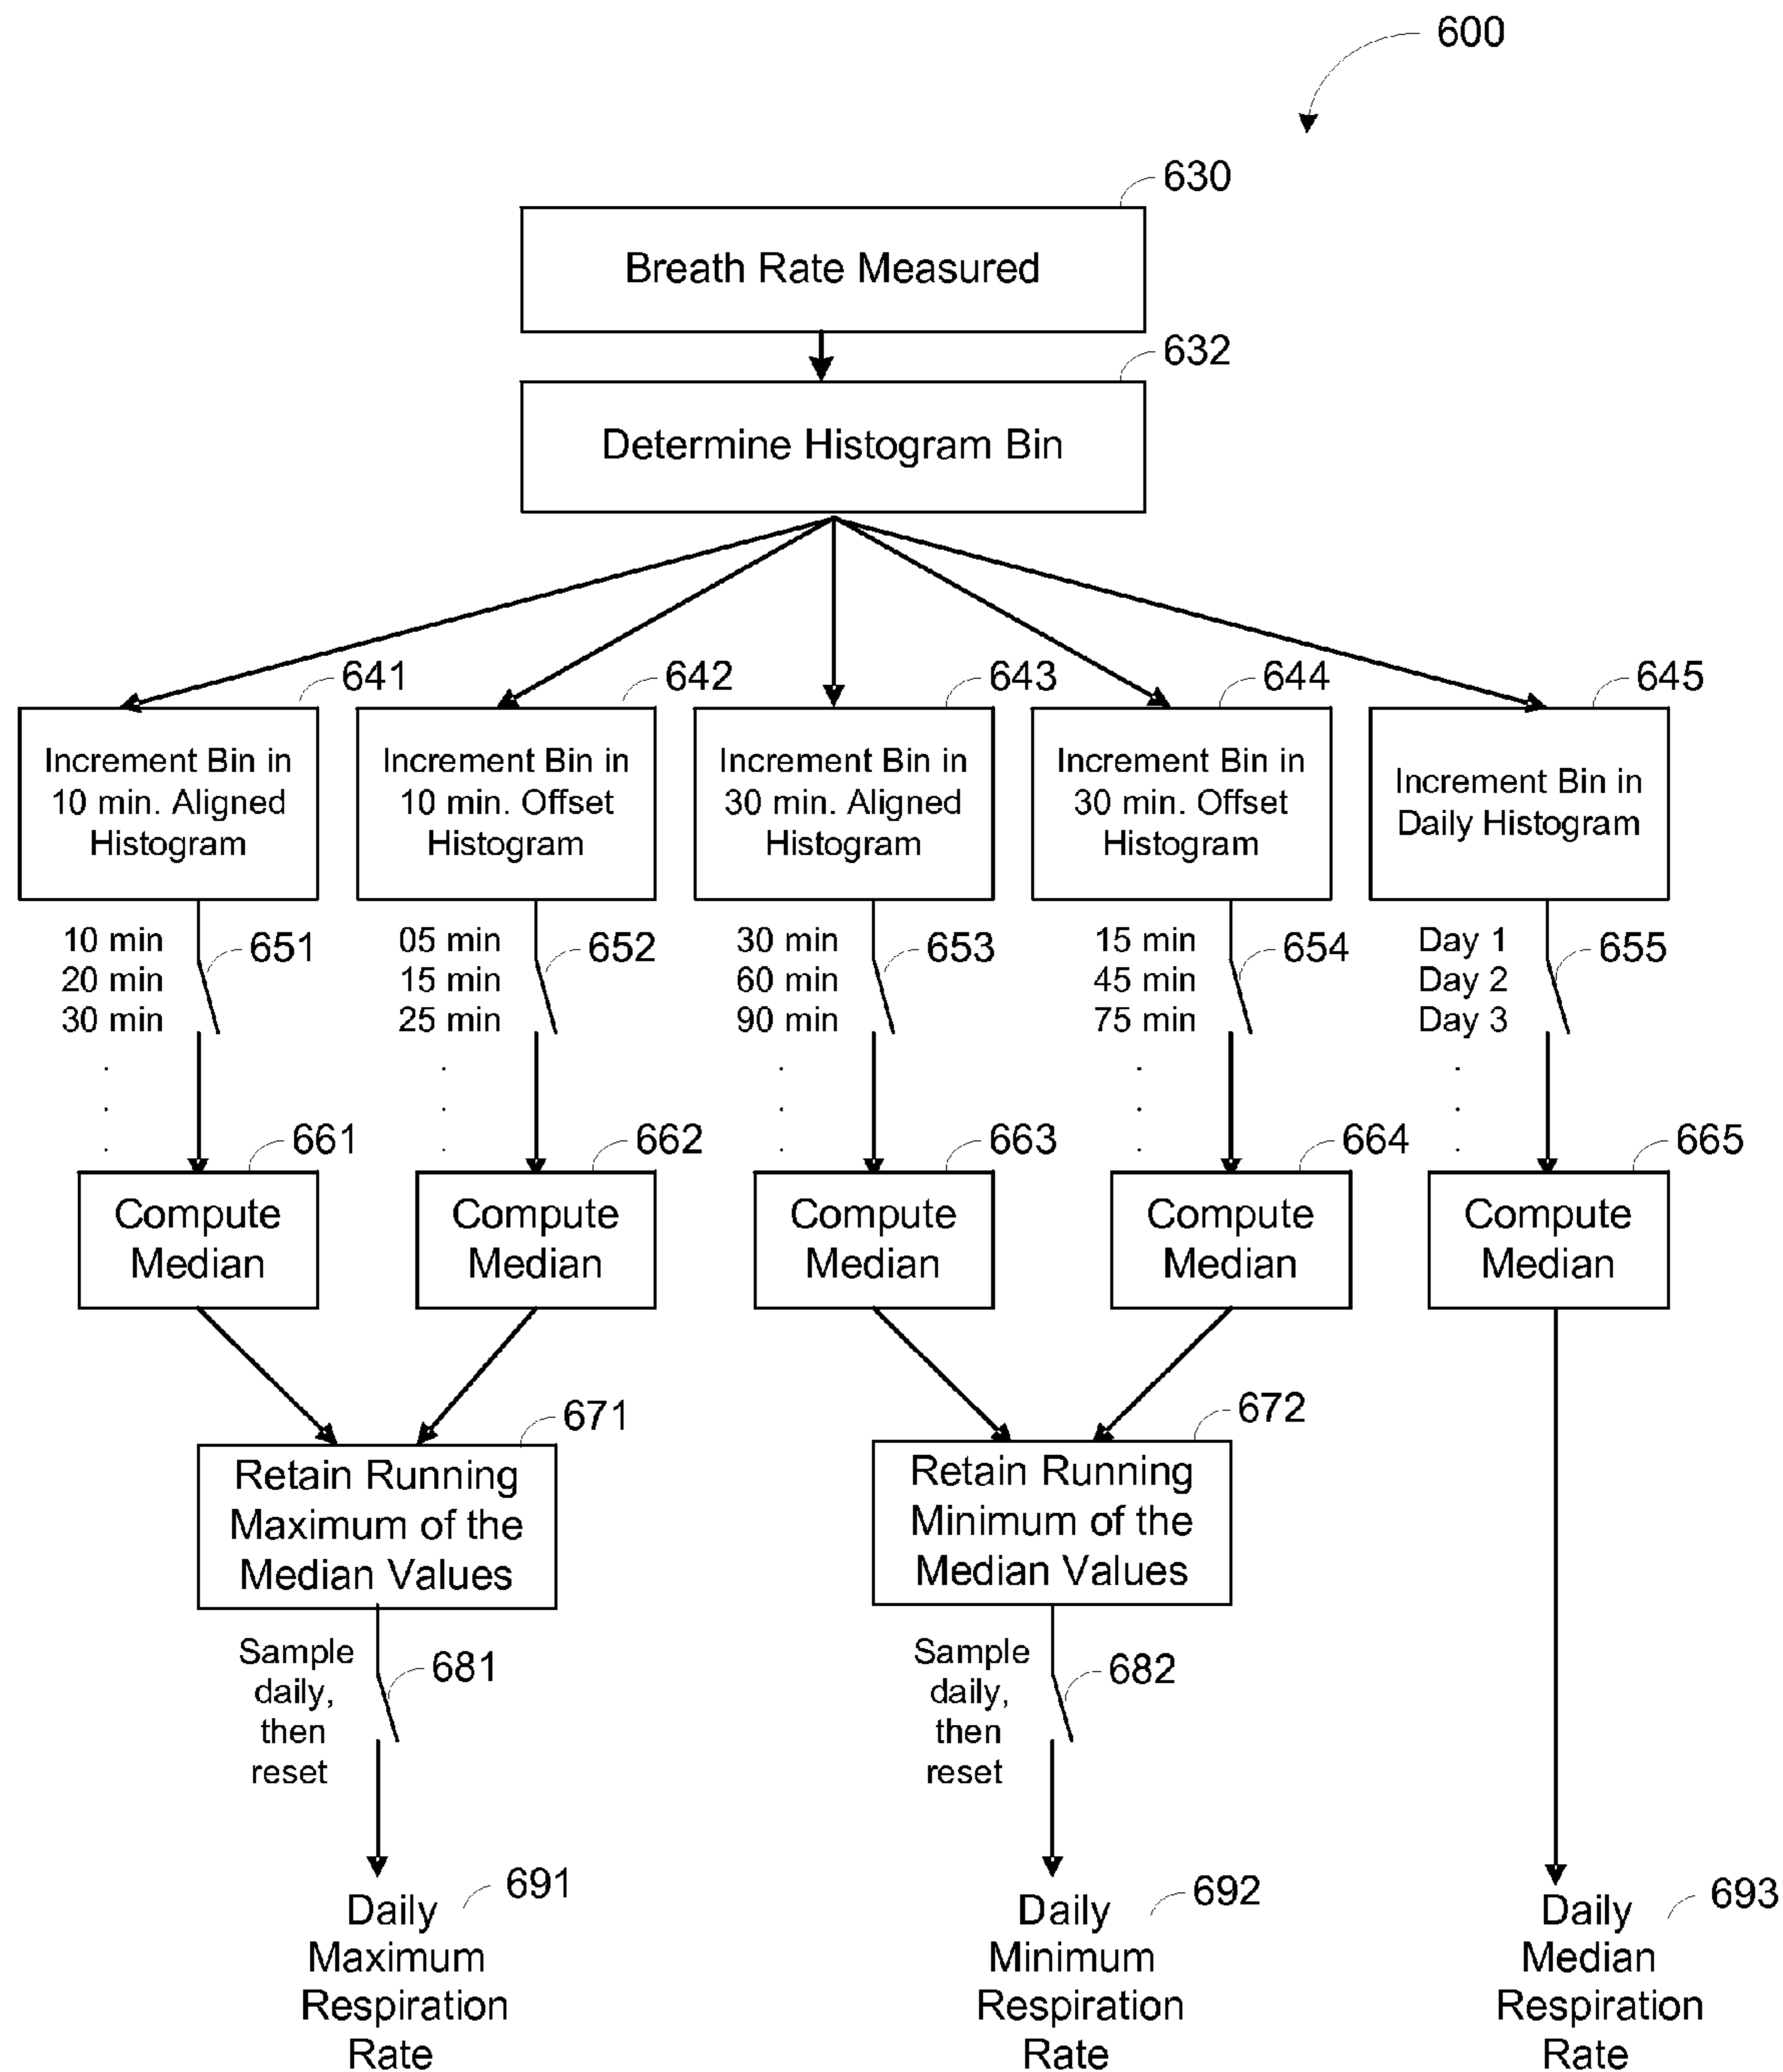 600
630
Breath Rate Measured
632
Determine Histogram Bin
641
642
643
644
645
Increment Bin in
10 min. Aligned
Histogram
Increment Bin in
10 min. Offset
Histogram
Increment Bin in
30 min. Aligned
Histogram
Increment Bin in
30 min. Offset
Histogram
Increment Bin in
Daily Histogram
10 min
20 min
30 min
.
.
.
651
05 min
15 min
25 min
.
.
.
652
30 min
60 min
90 min
.
.
.
653
15 min
45 min
75 min
.
.
.
654
Day 1
Day 2
Day 3
.
.
.
655
661
Compute
Median
662
Compute
Median
663
Compute
Median
664
Compute
Median
665
Compute
Median
671
Retain Running
Maximum of the
Median Values
672
Retain Running
Minimum of the
Median Values
Sample
daily,
then
reset
681
Sample
daily,
then
reset
682
691
Daily
Maximum
Respiration
Rate
692
Daily
Minimum
Respiration
Rate
693
Daily
Median
Respiration
Rate